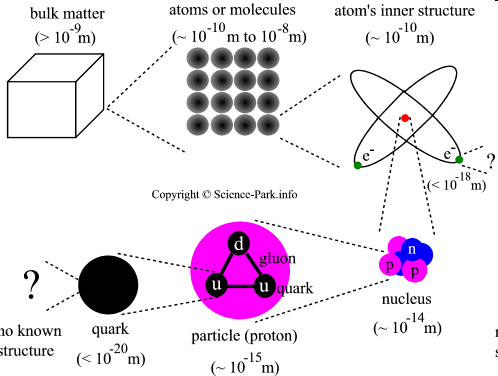 bulk matter
(> 10⁻⁹m)
atoms or molecules
(~ 10⁻¹⁰m to 10⁻⁸m)
atom's inner structure
(~ 10⁻¹⁰m)
e⁻
e⁻
?
(< 10⁻¹⁸m)
Copyright © Science-Park.info
n
p
p
nucleus
(~ 10⁻¹⁴m)
d
gluon
u
u
quark
particle (proton)
(~ 10⁻¹⁵m)
quark
(< 10⁻²⁰m)
?
no known
structure